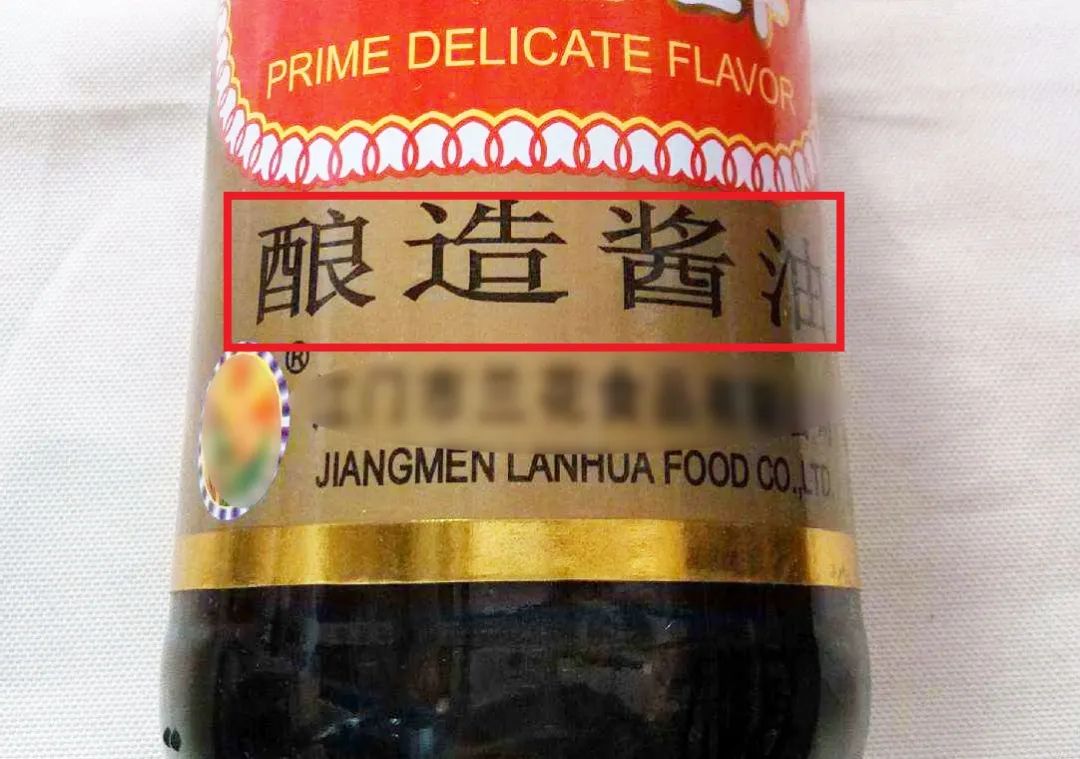 PRIME DELICATE FLAVOR
酿造酱油
®
JIANGMEN LANHUA FOOD CO.,LTD